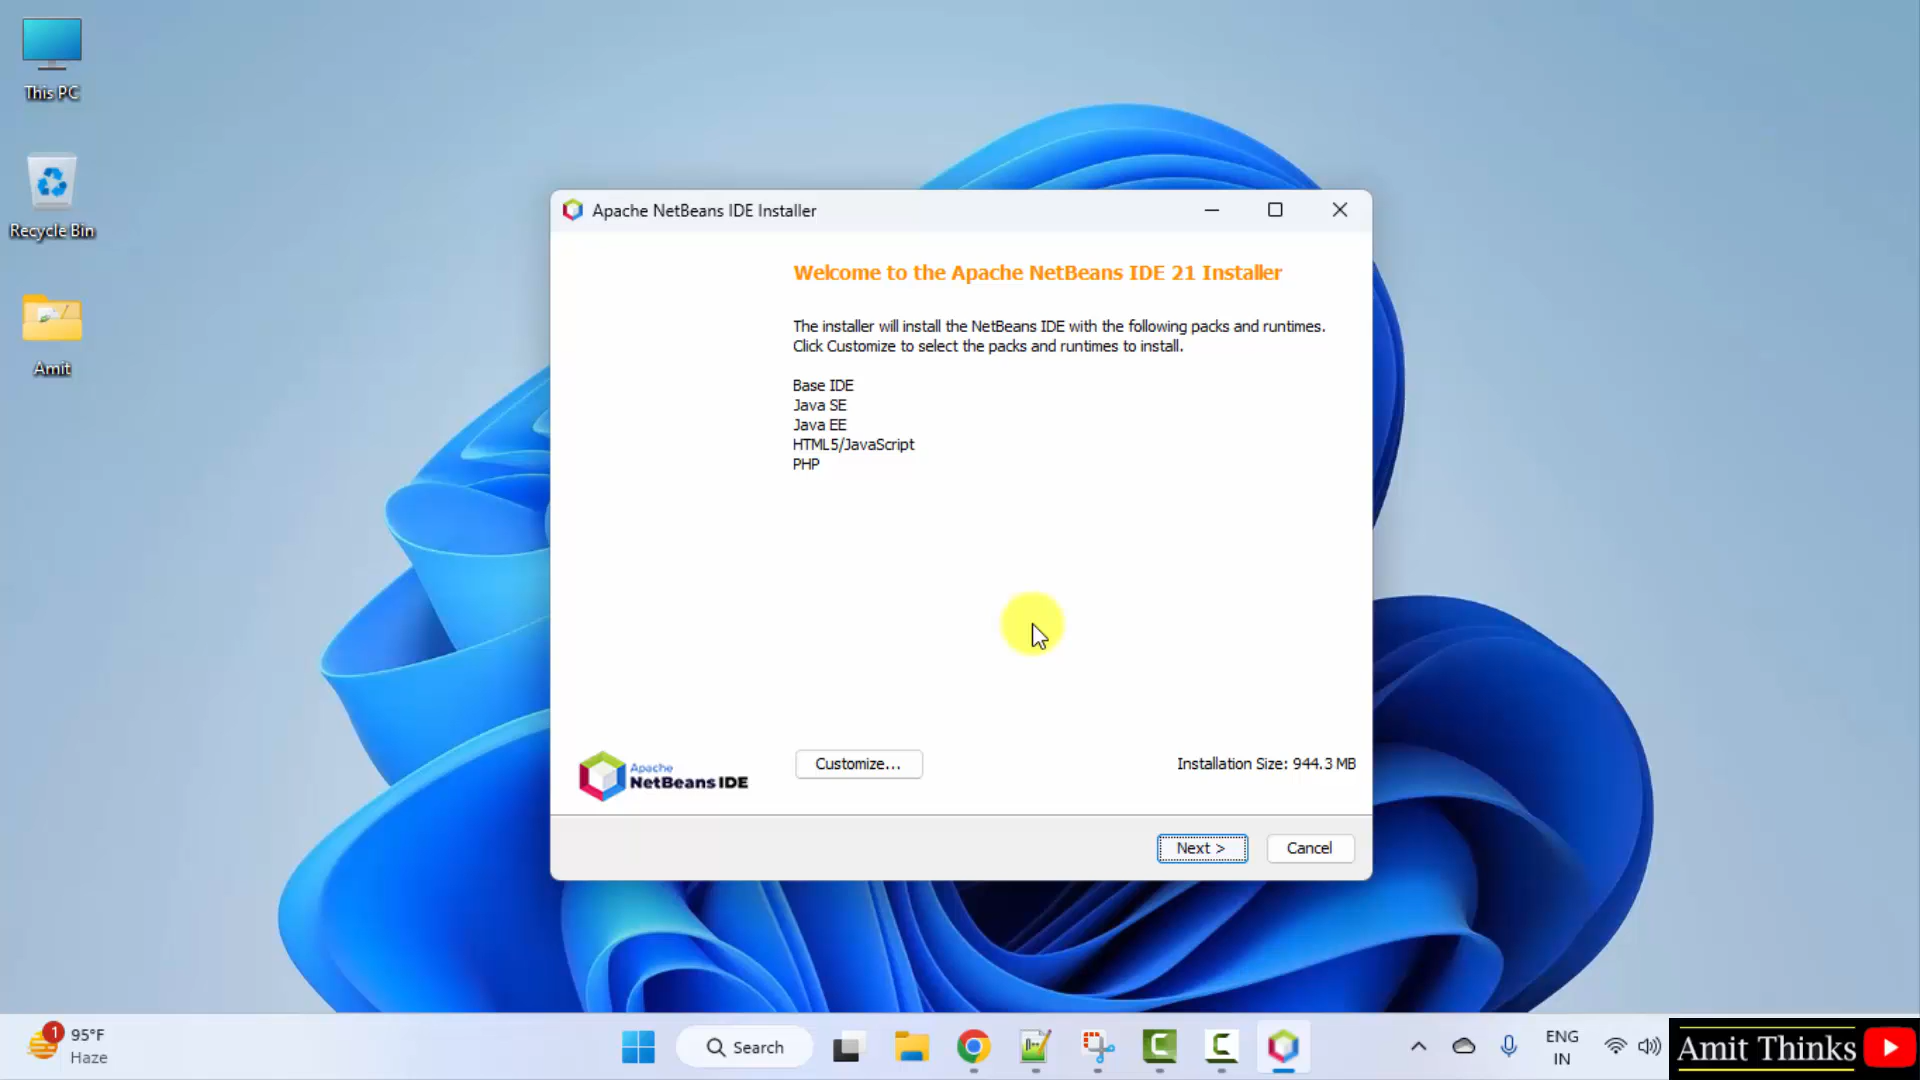 This PC
Recycle Bin
Amit
Apache NetBeans IDE Installer
Welcome to the Apache NetBeans IDE 21 Installer
The installer will install the NetBeans IDE with the following packs and runtimes.
Click Customize to select the packs and runtimes to install.
Base IDE
Java SE
Java EE
HTML5/JavaScript
PHP
Apache
NetBeans IDE
Customize...
Installation Size: 944.3 MB
Next >
Cancel
1
95°F
Haze
Search
ENG
IN
Amit Thinks